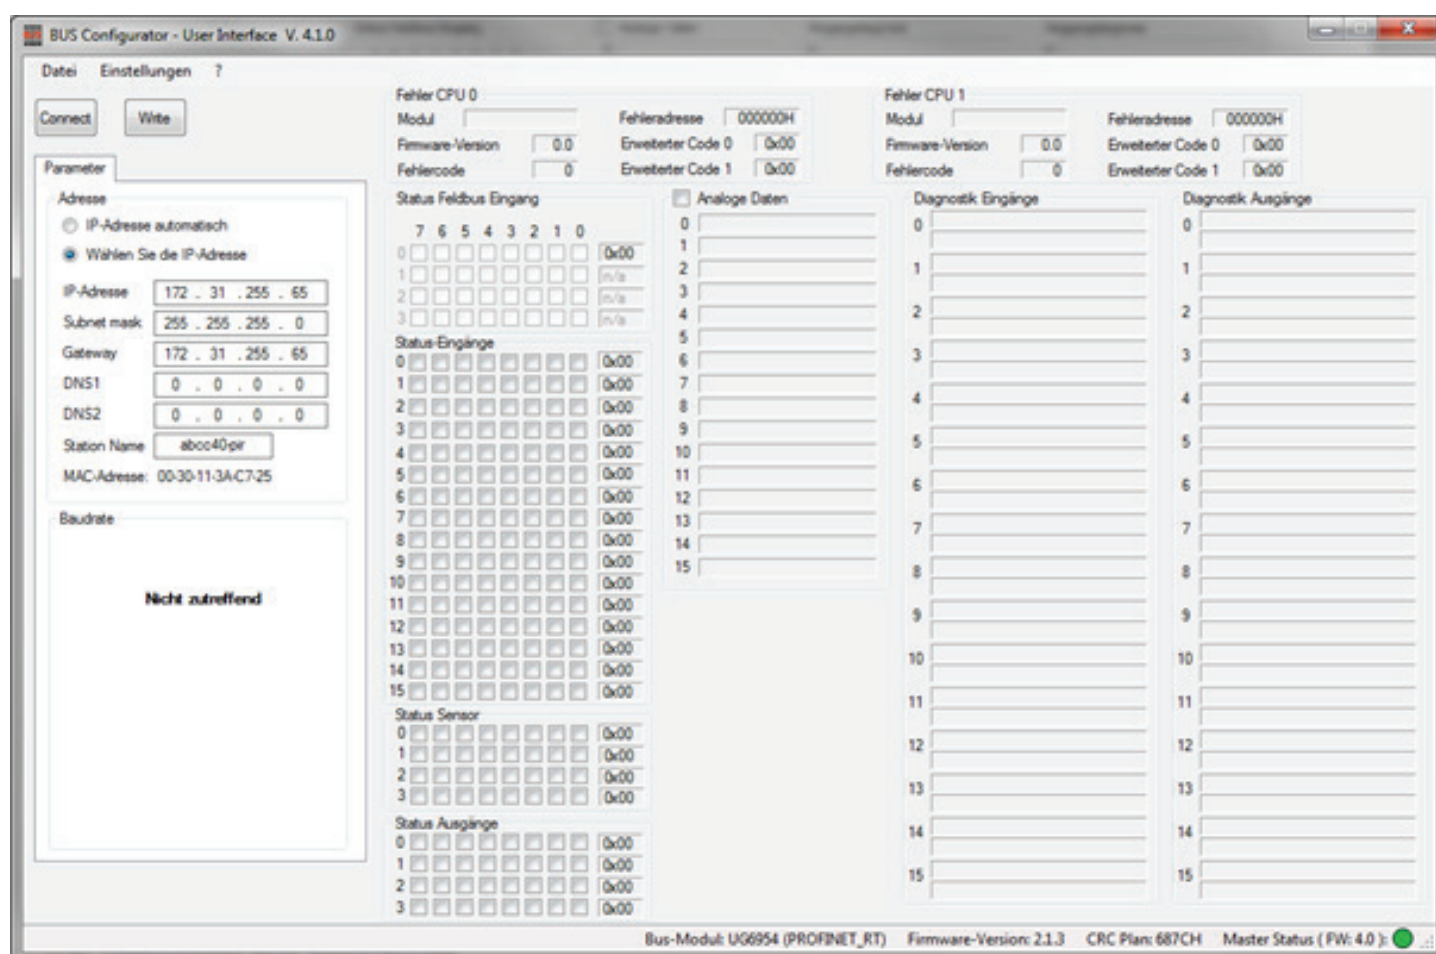 BUS Configurator - User Interface V. 4.1.0
Datei Einstellungen ?
Connect Write
Parameter
Adresse
IP-Adresse automatisch
Wählen Sie die IP-Adresse
IP-Adresse 172 . 31 . 255 . 65
Subnet mask 255 . 255 . 255 . 0
Gateway 172 . 31 . 255 . 65
DNS1 0 . 0 . 0 . 0
DNS2 0 . 0 . 0 . 0
Station Name abcc40-pir
MAC-Adresse: 00-30-11-3A-C7-25
Baudrate
Nicht zutreffend
Fehler CPU 0
Modul Fehleradresse 000000H
Firmware-Version 0.0 Erweiterter Code 0 0x00
Fehlercode 0 Erweiterter Code 1 0x00
Fehler CPU 1
Modul Fehleradresse 000000H
Firmware-Version 0.0 Erweiterter Code 0 0x00
Fehlercode 0 Erweiterter Code 1 0x00
Status Feldbus Eingang
7 6 5 4 3 2 1 0
0 0x00
1 n/a
2 n/a
3 n/a
Status-Eingänge
0 0x00
1 0x00
2 0x00
3 0x00
4 0x00
5 0x00
6 0x00
7 0x00
8 0x00
9 0x00
10 0x00
11 0x00
12 0x00
13 0x00
14 0x00
15 0x00
Status Sensor
0 0x00
1 0x00
2 0x00
3 0x00
Status Ausgänge
0 0x00
1 0x00
2 0x00
3 0x00
Analoge Daten
0
1
2
3
4
5
6
7
8
9
10
11
12
13
14
15
Diagnostik Eingänge
0
1
2
3
4
5
6
7
8
9
10
11
12
13
14
15
Diagnostik Ausgänge
0
1
2
3
4
5
6
7
8
9
10
11
12
13
14
15
Bus-Modul: UG6954 (PROFINET_RT) Firmware-Version: 2.1.3 CRC Plan: 687CH Master Status ( FW: 4.0 ):